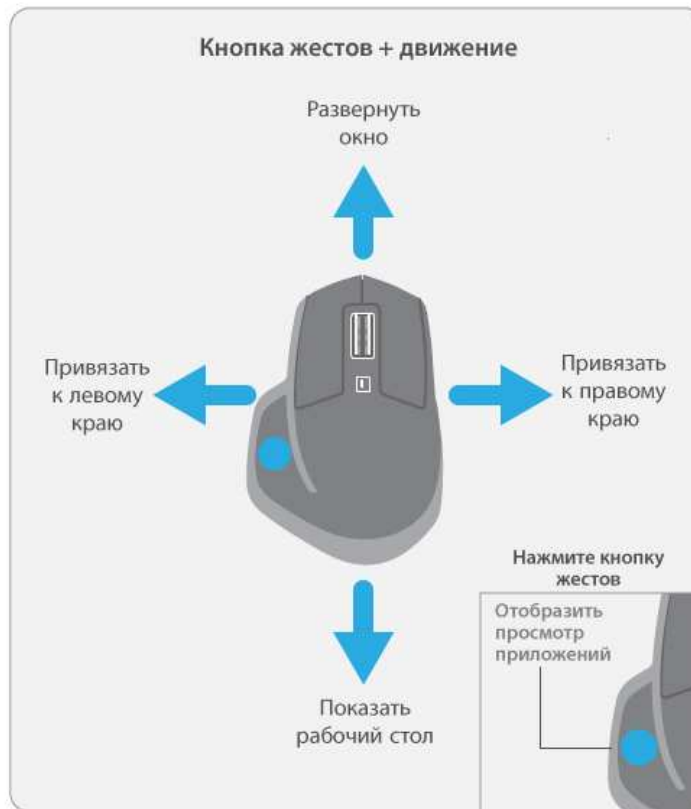 Кнопка жестов + движение
Развернуть
окно
Привязать
к левому
краю
Привязать
к правому
краю
Показать
рабочий стол
Нажмите кнопку
жестов
Отобразить
просмотр
приложений